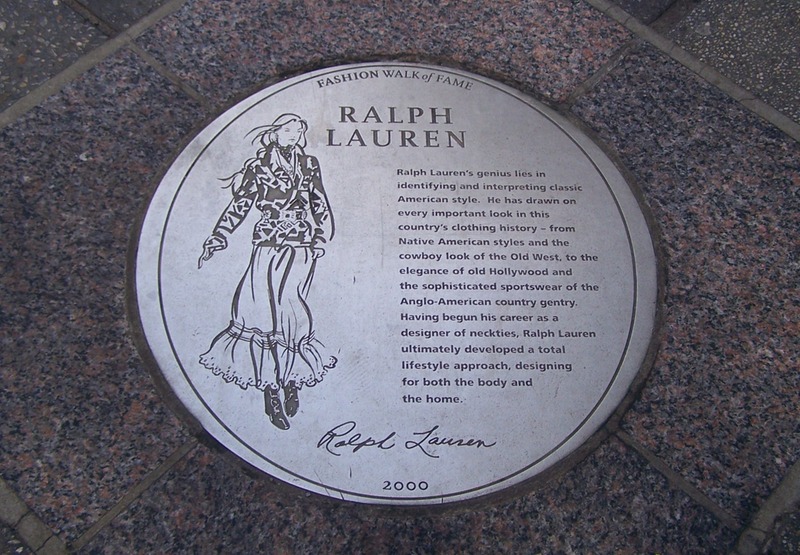 FASHION WALK of FAME
RALPH
LAUREN
Ralph Lauren's genius lies in
identifying and interpreting classic
American style. He has drawn on
every important look in this
country's clothing history – from
Native American styles and the
cowboy look of the Old West, to the
elegance of old Hollywood and
the sophisticated sportswear of the
Anglo-American country gentry.
Having begun his career as a
designer of neckties, Ralph Lauren
ultimately developed a total
lifestyle approach, designing
for both the body and
the home.
Ralph Lauren
2000